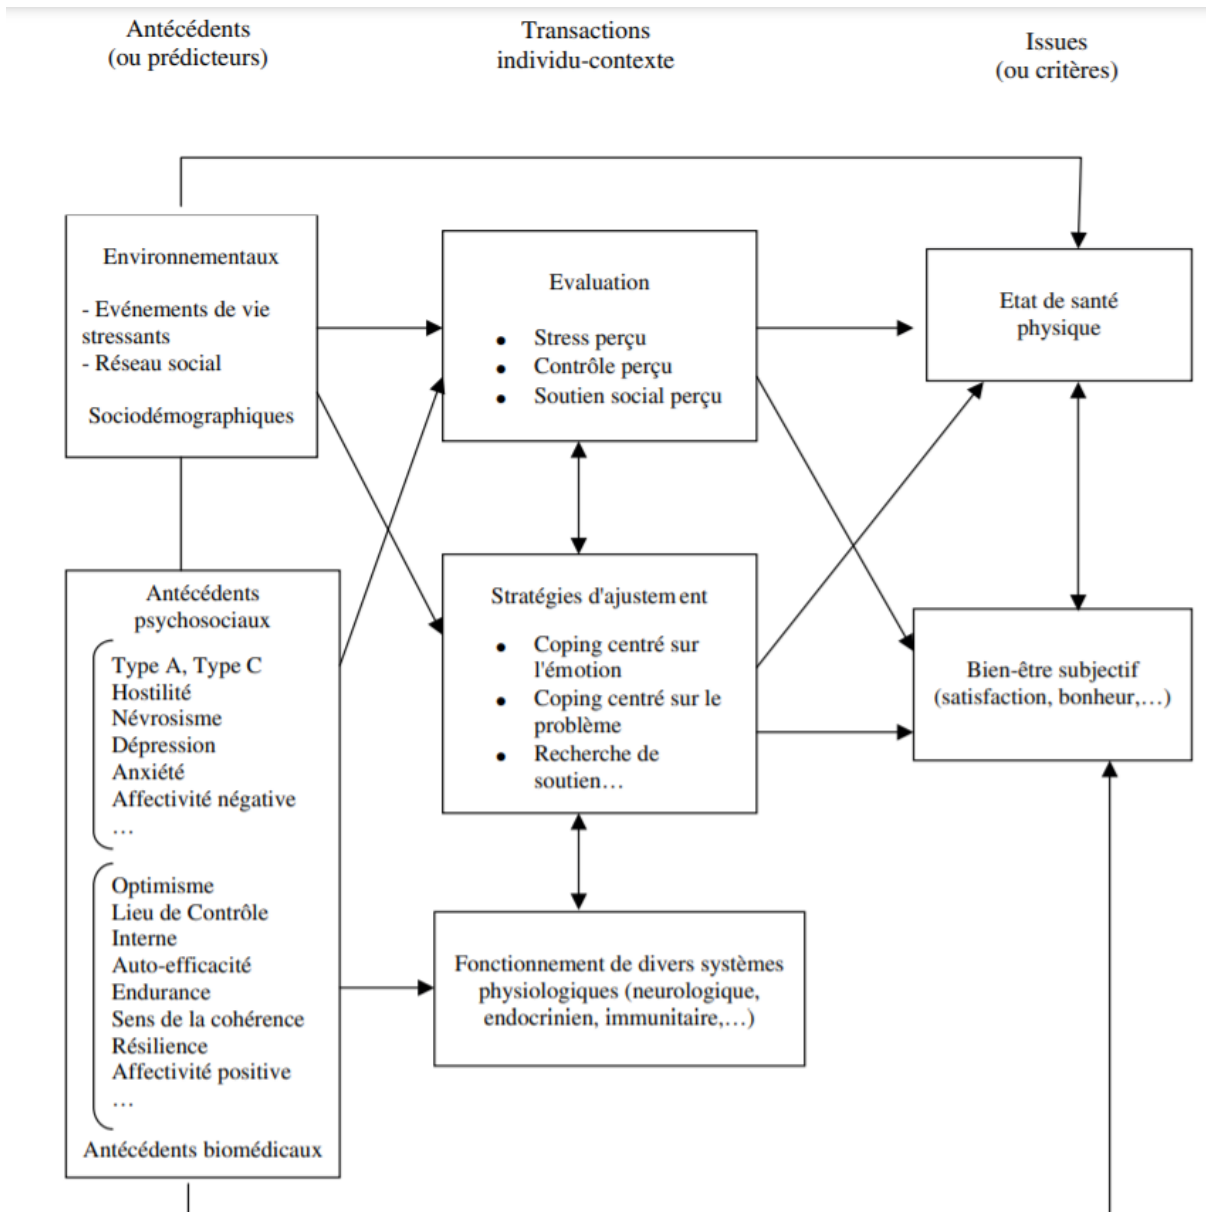 Antécédents
(ou prédicteurs)
Transactions
individu-contexte
Issues
(ou critères)
Environnementaux
- Evénements de vie
stressants
- Réseau social
Sociodémographiques
Evaluation
• Stress perçu
• Contrôle perçu
• Soutien social perçu
Etat de santé
physique
Antécédents
psychosociaux
Type A, Type C
Hostilité
Névrosisme
Dépression
Anxiété
Affectivité négative
…
Optimisme
Lieu de Contrôle
Interne
Auto-efficacité
Endurance
Sens de la cohérence
Résilience
Affectivité positive
…
Antécédents biomédicaux
Stratégies d'ajustement
• Coping centré sur
l'émotion
• Coping centré sur le
problème
• Recherche de
soutien…
Bien-être subjectif
(satisfaction, bonheur,…)
Fonctionnement de divers systèmes
physiologiques (neurologique,
endocrinien, immunitaire,…)